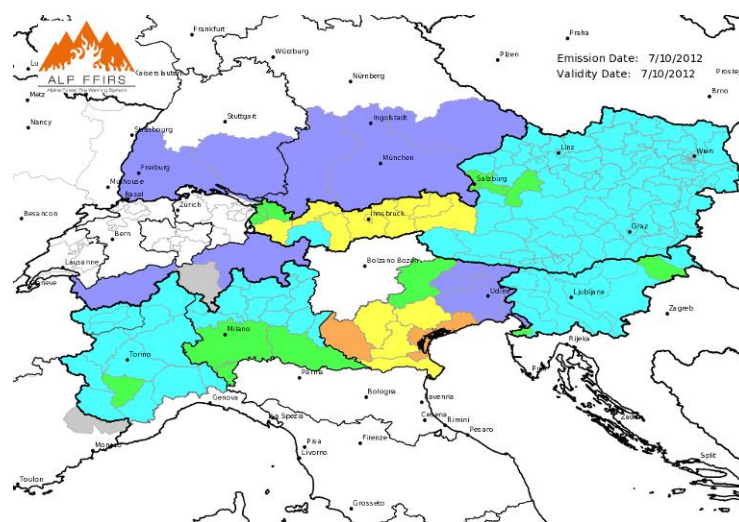 Frankfurt
Praha
Würzburg
Plzen
Emission Date: 7/10/2012
Validity Date: 7/10/2012
ALP FFIRS
Alpine Forest Fire Warning System
Kaiserslautern
Nürnberg
Metz
Brno
Nancy
Stuttgart
Ingolstadt
Strasbourg
Linz
Wien
Freiburg
München
Salzburg
Mulhouse
Basel
Zürich
Besancon
Innsbruck
Bern
Graz
Lausanne
Bolzano Bozen
Geneve
Udine
Ljubljana
Zagreb
Milano
Rijeka
Torino
Parma
Bologna
Genova
Ravenna
La Spezia
Cesena
Rimini
Pesaro
Pisa
Firenze
Livorno
Split
Toulon
Grosseto